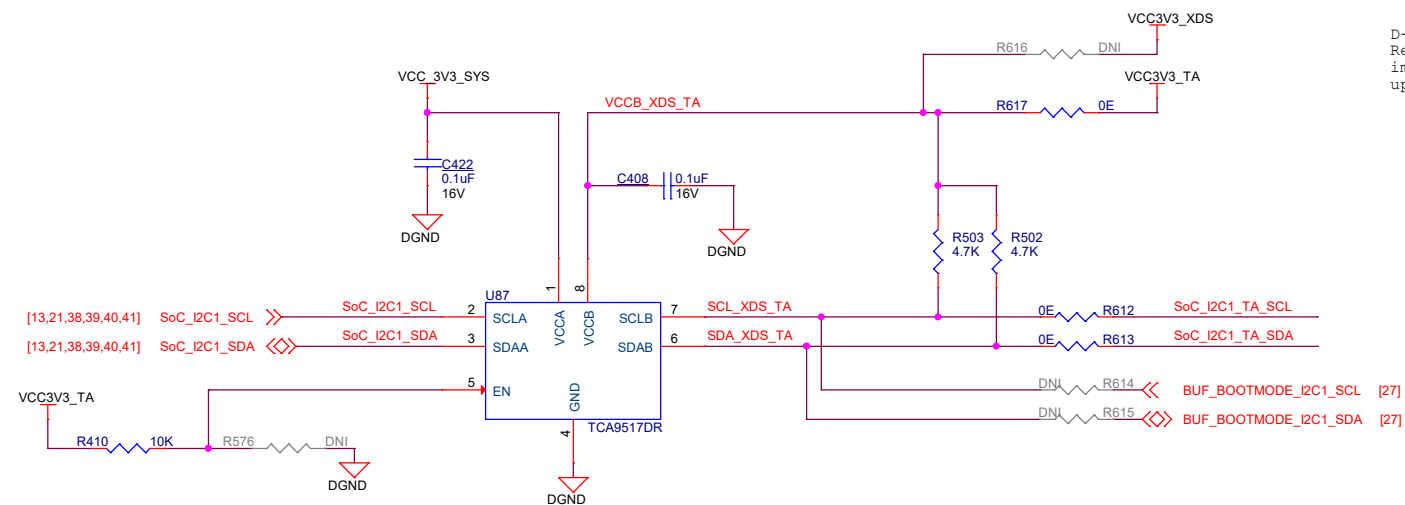 VCC3V3_XDS
R616 DNI
D-
Re
im
up
VCC_3V3_SYS
VCC3V3_TA
VCCB_XDS_TA
R617 0E
C422
0.1uF
16V
C408 0.1uF
16V
DGND
DGND
R503
4.7K
R502
4.7K
U87
1
8
VCCA
VCCB
[13,21,38,39,40,41] SoC_I2C1_SCL SoC_I2C1_SCL 2 SCLA SCLB 7 SCL_XDS_TA 0E R612 SoC_I2C1_TA_SCL
[13,21,38,39,40,41] SoC_I2C1_SDA SoC_I2C1_SDA 3 SDAA SDAB 6 SDA_XDS_TA 0E R613 SoC_I2C1_TA_SDA
5 EN
GND
4
DNI R614 BUF_BOOTMODE_I2C1_SCL [27]
DNI R615 BUF_BOOTMODE_I2C1_SDA [27]
VCC3V3_TA
TCA9517DR
R410 10K R576 DNI
DGND
DGND